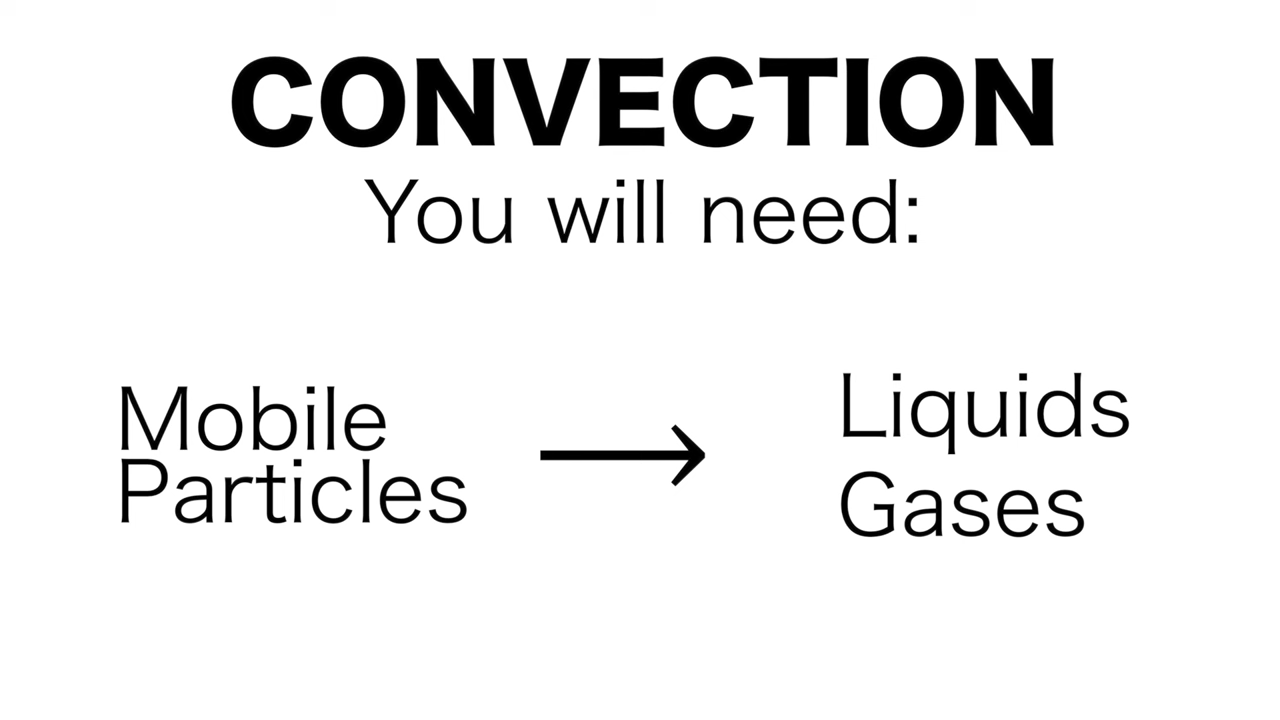 CONVECTION
You will need:
Mobile
Particles
Liquids
Gases